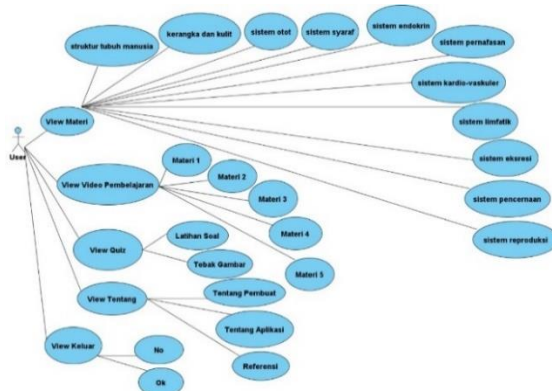 struktur tubuh manusia
kerangka dan kulit
sistem otot
sistem syaraf
sistem endokrin
sistem pernafasan
sistem kardio-vaskuler
sistem limfatik
sistem eksresi
sistem pencernaan
sistem reproduksi
View Materi
User
View Video Pembelajaran
Materi 1
Materi 2
Materi 3
Materi 4
Materi 5
View Quiz
Latihan Soal
Tebak Gambar
View Tentang
Tentang Pembuat
Tentang Aplikasi
Referensi
View Keluar
No
Ok